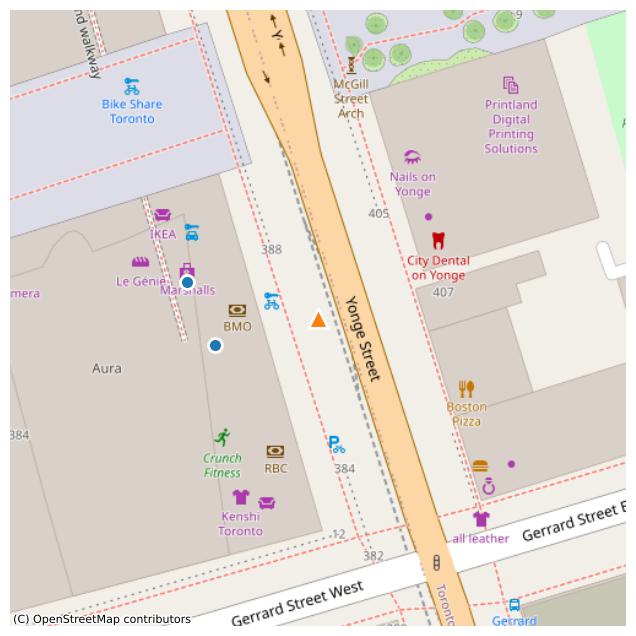 nd walkway
Y
9
McGill
Street
Arch
Bike Share
Toronto
Printland
Digital
Printing
Solutions
Nails on
Yonge
405
IKEA
388
City Dental
on Yonge
407
Le Génie
Marshalls
mera
BMO
Yonge Street
Aura
Boston
Pizza
384
Crunch
Fitness
RBC
384
Kenshi
Toronto
12
382
all leather
Gerrard Street E
Gerrard Street West
Toronto
Gerrard
(C) OpenStreetMap contributors